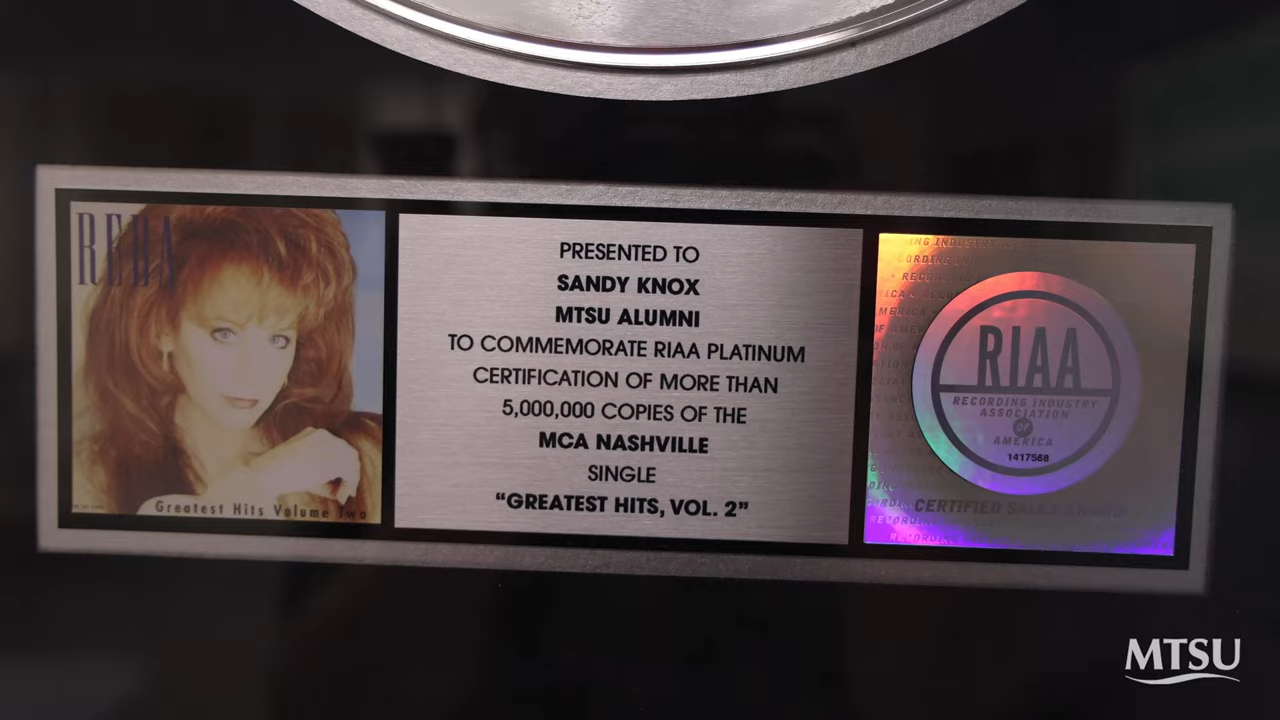 REBA
Greatest Hits Volume Two
PRESENTED TO
SANDY KNOX
MTSU ALUMNI
TO COMMEMORATE RIAA PLATINUM
CERTIFICATION OF MORE THAN
5,000,000 COPIES OF THE
MCA NASHVILLE
SINGLE
“GREATEST HITS, VOL. 2”
RIAA
RECORDING INDUSTRY
ASSOCIATION
OF
AMERICA
1417568
CERTIFIED SALES AWARD
MTSU